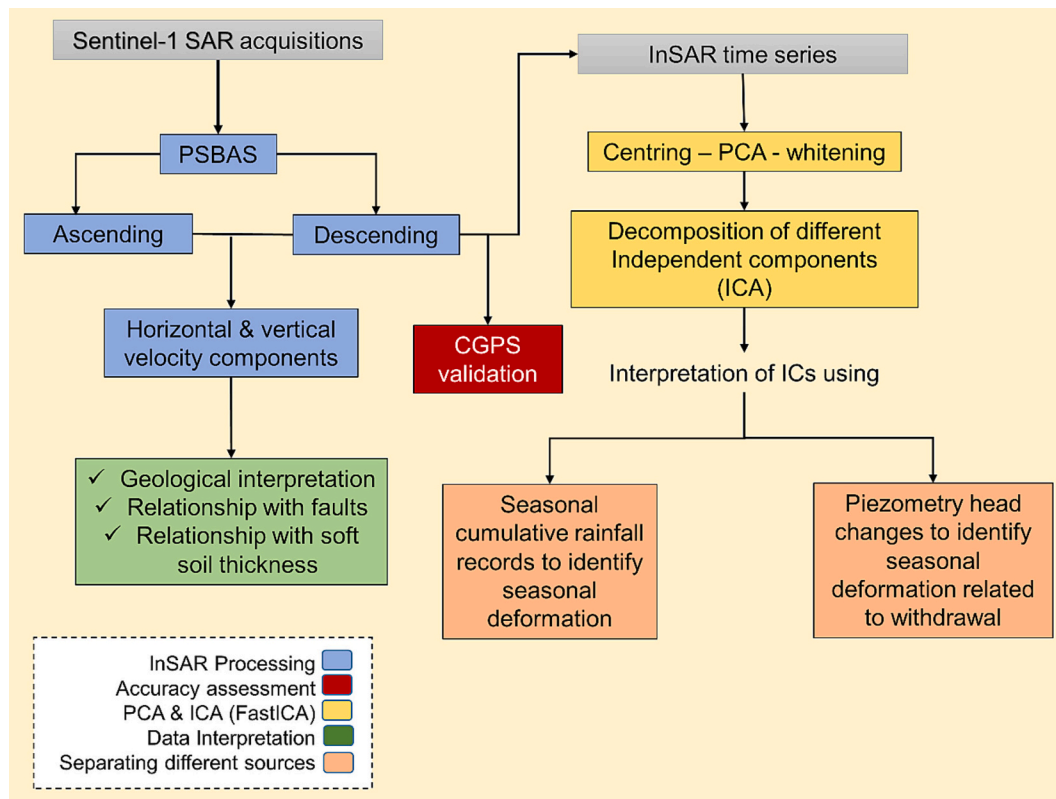 Sentinel-1 SAR acquisitions
PSBAS
Ascending
Descending
Horizontal & vertical
velocity components
✓ Geological interpretation
✓ Relationship with faults
✓ Relationship with soft
soil thickness
CGPS
validation
InSAR time series
Centring – PCA - whitening
Decomposition of different
Independent components
(ICA)
Interpretation of ICs using
Seasonal
cumulative rainfall
records to identify
seasonal
deformation
Piezometry head
changes to identify
seasonal
deformation related
to withdrawal
InSAR Processing
Accuracy assessment
PCA & ICA (FastICA)
Data Interpretation
Separating different sources